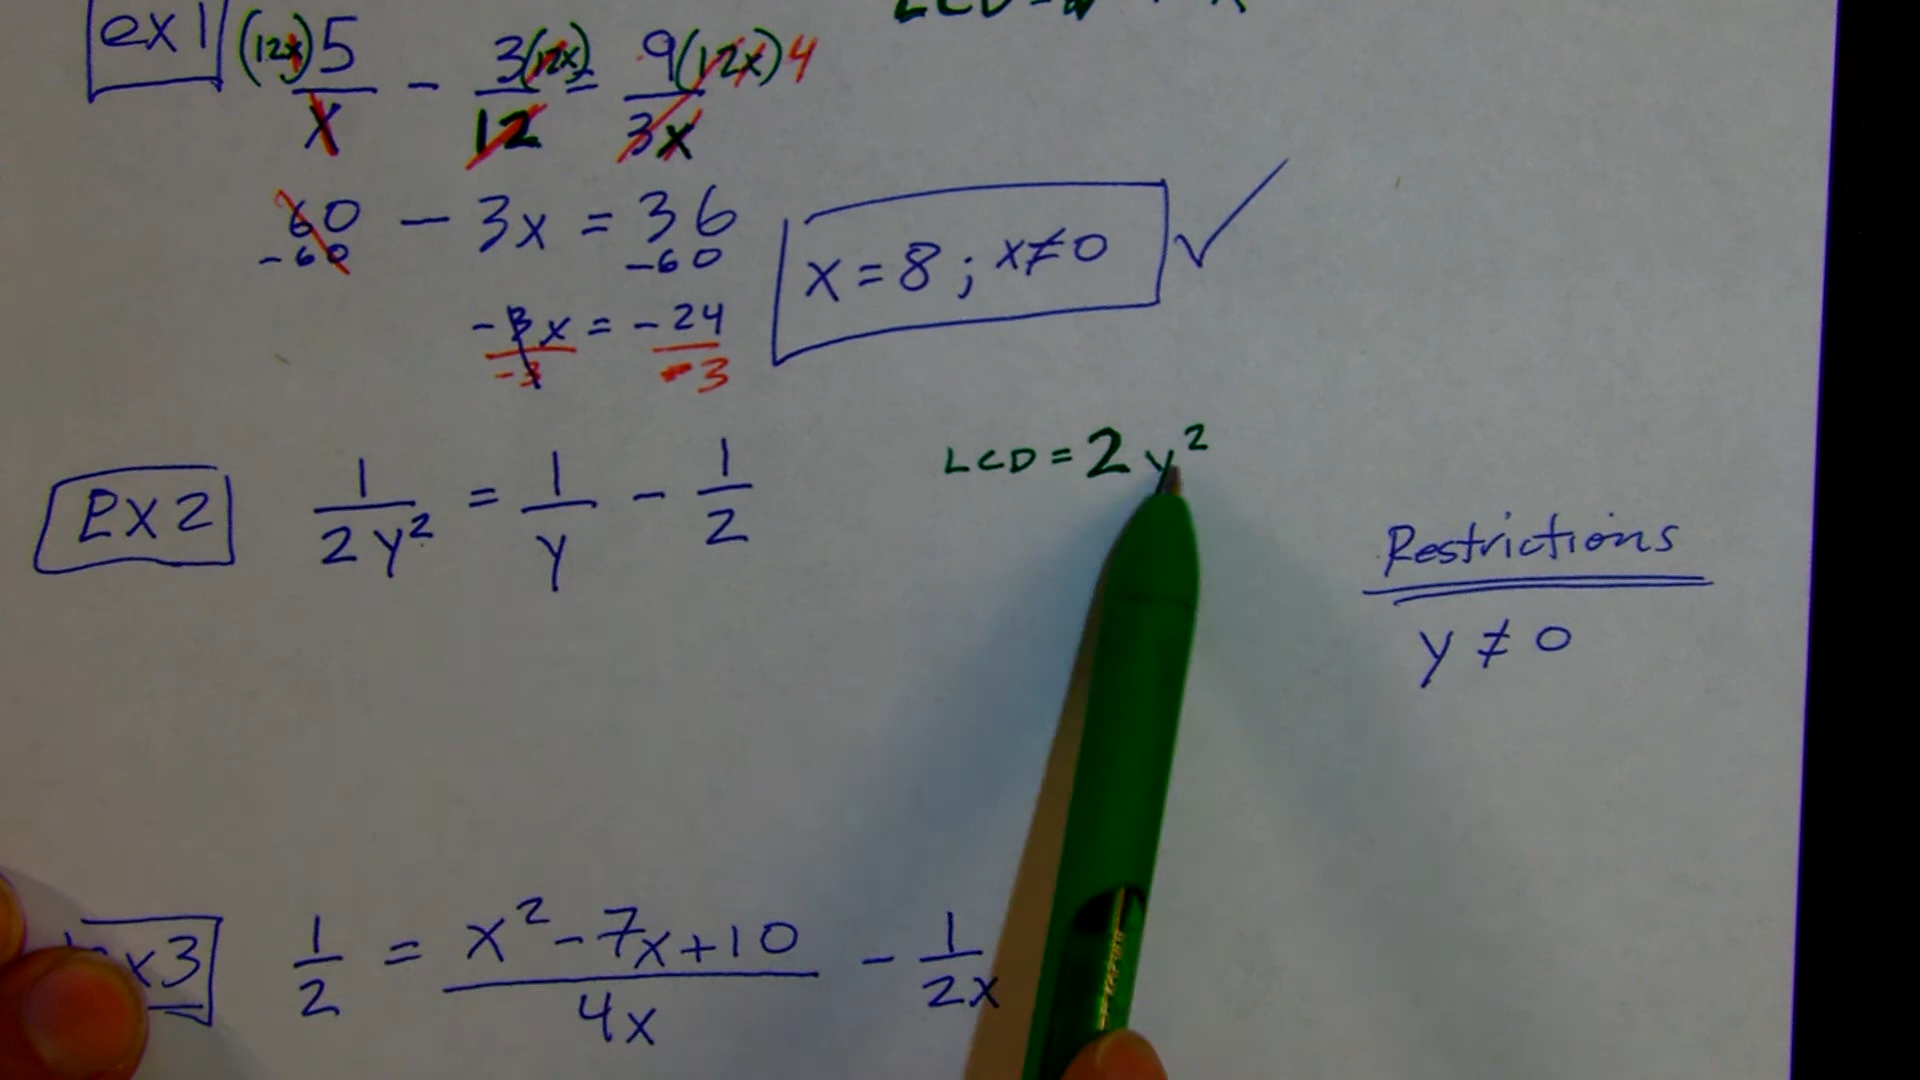 ex 1 (12x)5/x - 3(12x)/12 = 9(12x)/3x 4
60 - 3x = 36
-60 -60
-3x = -24
-3 -3
x = 8 ; x≠0 ✓
Ex 2 1/2y² = 1/y - 1/2
LCD = 2y²
Restrictions
y ≠ 0
x3 1/2 = x²-7x+10/4x - 1/2x